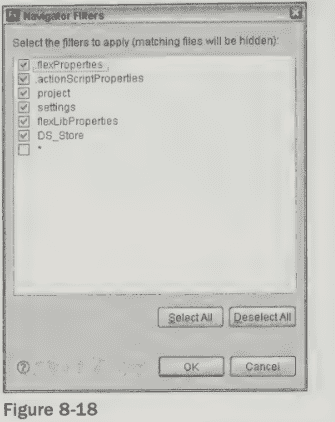 Navigator Filters
Select the filters to apply (matching files will be hidden):
.flexProperties
.actionScriptProperties
.project
.settings
.flexLibProperties
.DS_Store
.*
Select All
Deselect All
OK
Cancel
Figure 8-18